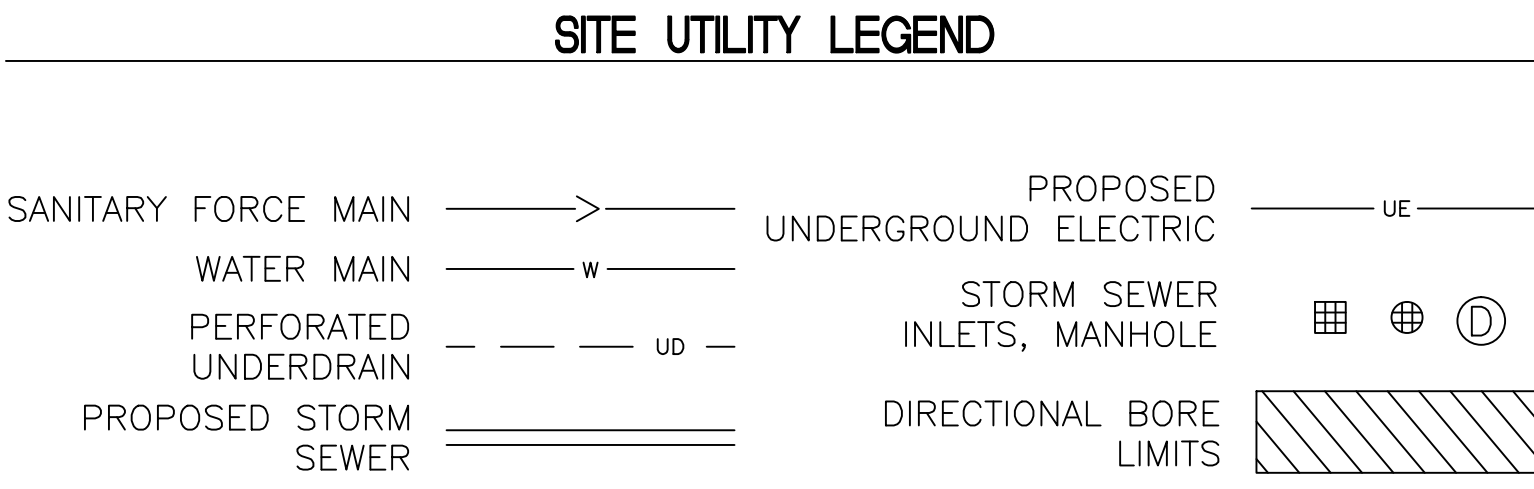 SITE UTILITY LEGEND
SANITARY FORCE MAIN
WATER MAIN
W
PERFORATED
UNDERDRAIN
UD
PROPOSED STORM
SEWER
PROPOSED
UNDERGROUND ELECTRIC
UE
STORM SEWER
INLETS, MANHOLE
D
DIRECTIONAL BORE
LIMITS